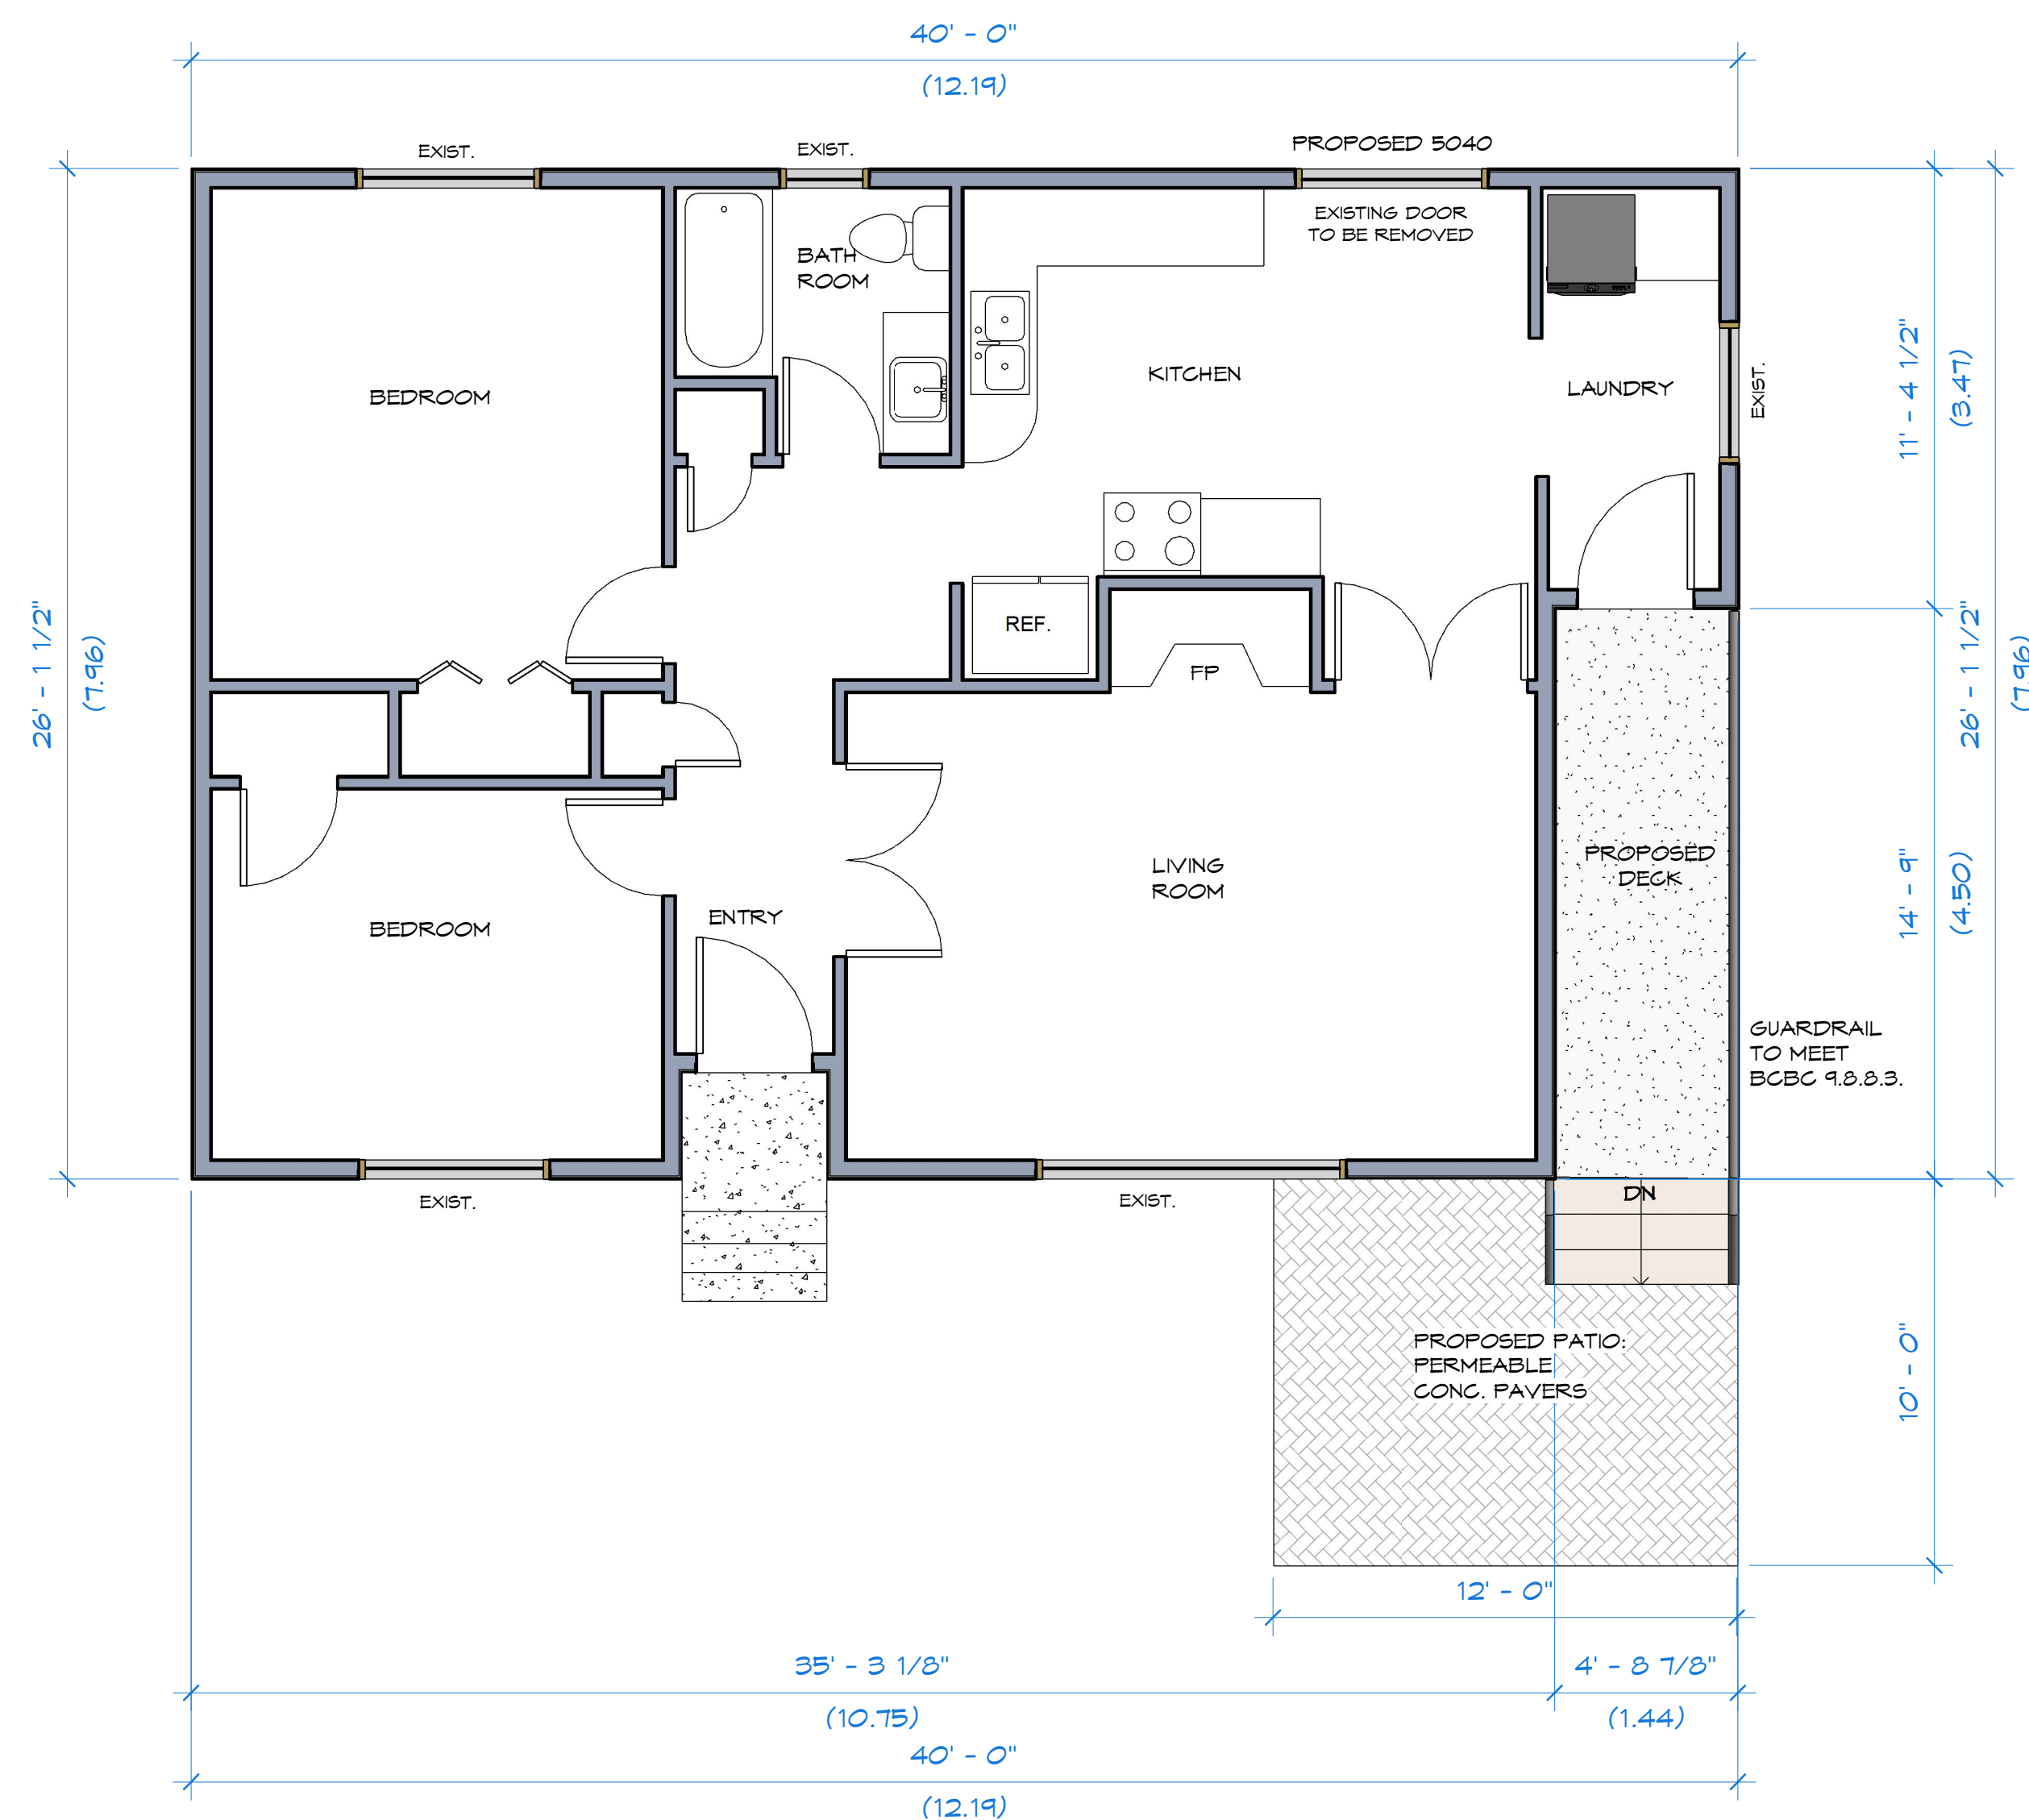 40' - 0"
(12.19)
EXIST.
EXIST.
PROPOSED 5040
EXISTING DOOR
TO BE REMOVED
BATH
ROOM
BEDROOM
KITCHEN
LAUNDRY
EXIST.
11' - 4 1/2"
(3.47)
26' - 1 1/2"
(7.96)
REF.
FP
26' - 1 1/2"
(7.96)
PROPOSED
DECK
LIVING
ROOM
14' - 9"
(4.50)
ENTRY
BEDROOM
GUARDRAIL
TO MEET
BCBC 9.8.8.3.
EXIST.
EXIST.
DN
PROPOSED PATIO:
PERMEABLE
CONC. PAVERS
10' - 0"
12' - 0"
35' - 3 1/8"
(10.75)
4' - 8 7/8"
(1.44)
40' - 0"
(12.19)